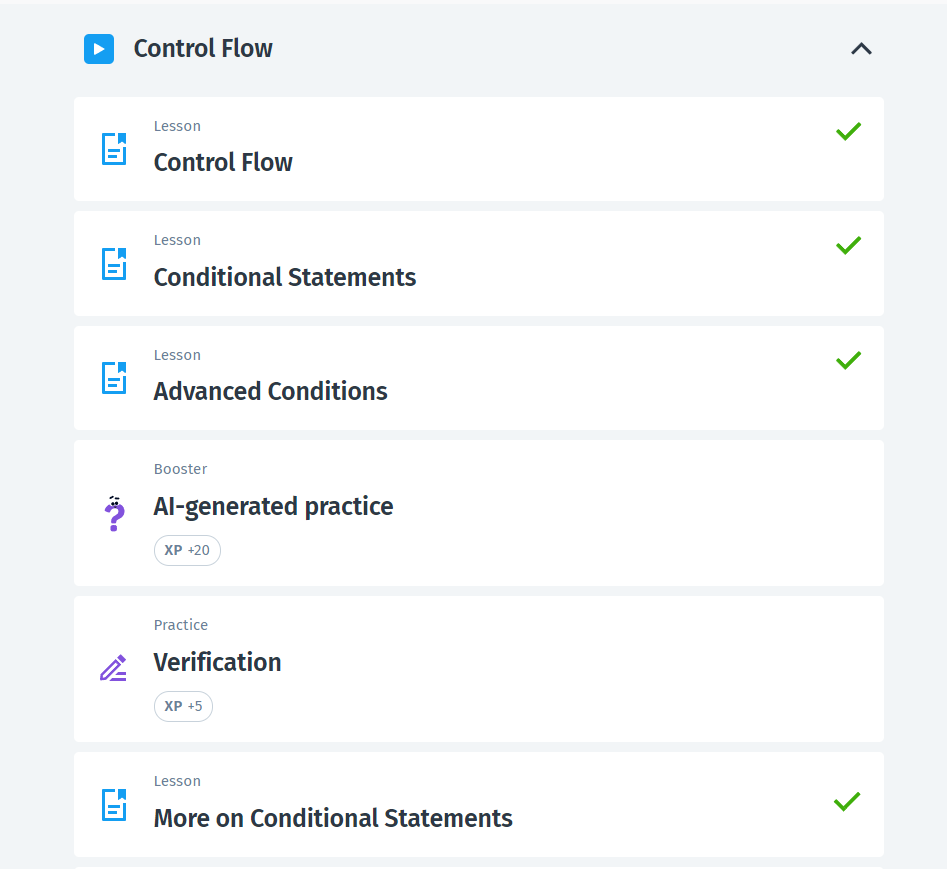 Control Flow
Lesson
Control Flow
Lesson
Conditional Statements
Lesson
Advanced Conditions
Booster
AI-generated practice
XP +20
Practice
Verification
XP +5
Lesson
More on Conditional Statements